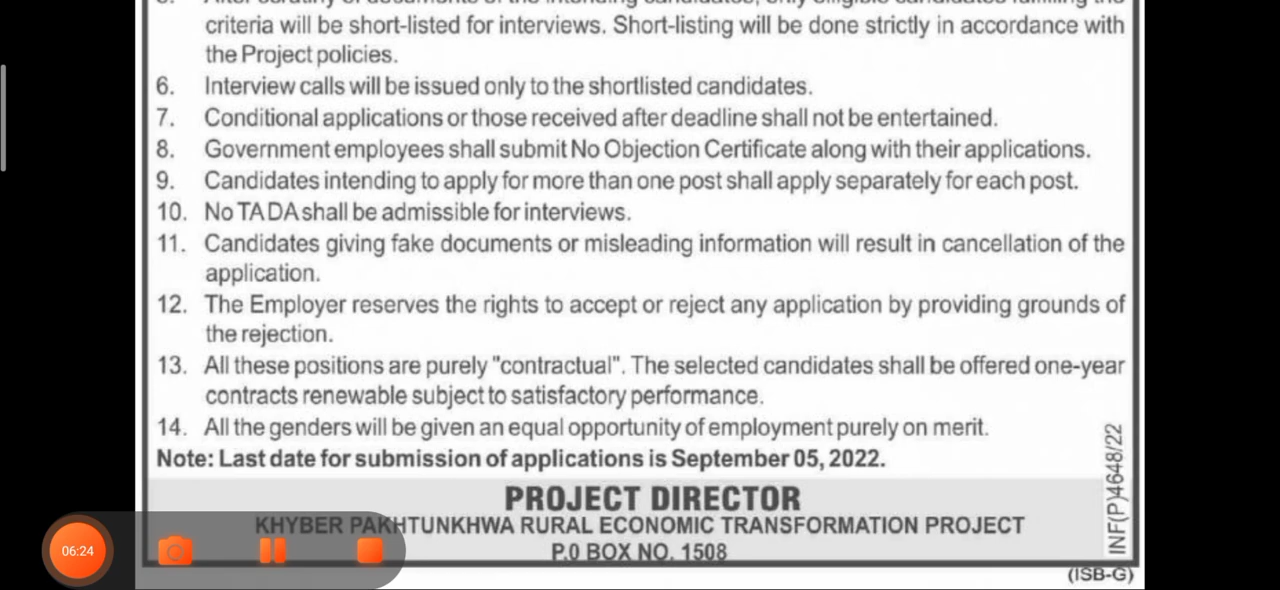 criteria will be short-listed for interviews. Short-listing will be done strictly in accordance with
the Project policies.
6. Interview calls will be issued only to the shortlisted candidates.
7. Conditional applications or those received after deadline shall not be entertained.
8. Government employees shall submit No Objection Certificate along with their applications.
9. Candidates intending to apply for more than one post shall apply separately for each post.
10. No TA DA shall be admissible for interviews.
11. Candidates giving fake documents or misleading information will result in cancellation of the
application.
12. The Employer reserves the rights to accept or reject any application by providing grounds of
the rejection.
13. All these positions are purely "contractual". The selected candidates shall be offered one-year
contracts renewable subject to satisfactory performance.
14. All the genders will be given an equal opportunity of employment purely on merit.
Note: Last date for submission of applications is September 05, 2022.
PROJECT DIRECTOR
KHYBER PAKHTUNKHWA RURAL ECONOMIC TRANSFORMATION PROJECT
P.O BOX NO. 1508
INF(P)4648/22
(ISB-G)
06:24